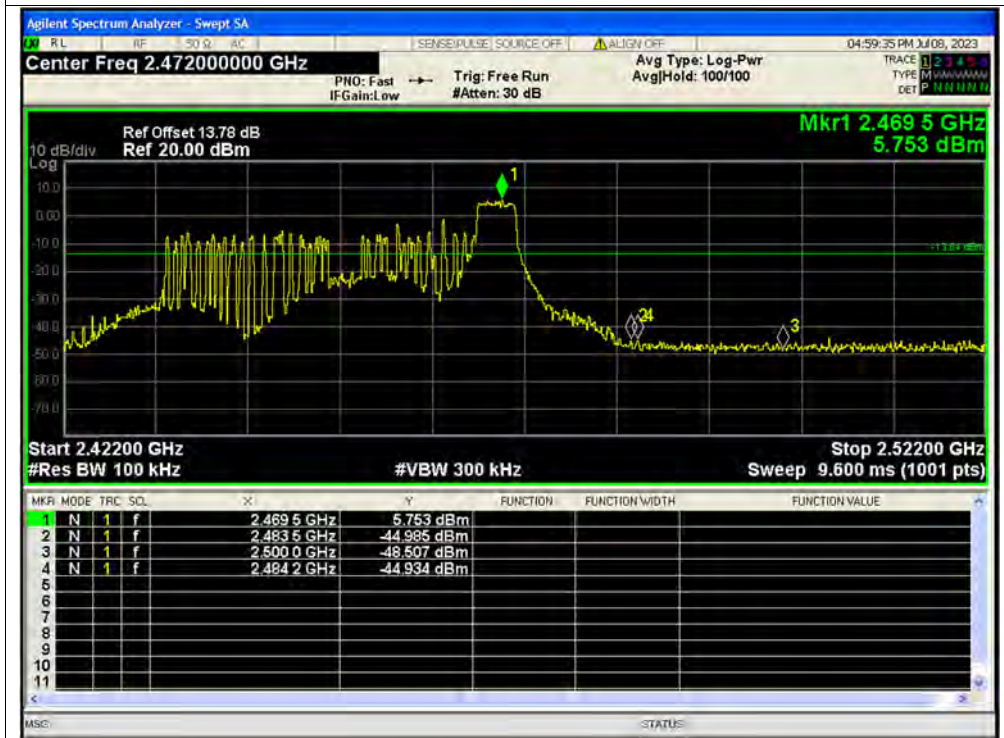 Agilent Spectrum Analyzer - Swept SA
RL RF 50 Ω AC SENSE:PULSE SOURCE OFF ALIGN OFF 04:59:35 PM Jul 08, 2023
Center Freq 2.472000000 GHz
PNO: Fast
IFGain:Low
Trig: Free Run
#Atten: 30 dB
Avg Type: Log-Pwr
Avg|Hold: 100/100
TRACE 1 2 3 4 5 6
TYPE M WWWWW
DET P N N N N N
Mkr1 2.469 5 GHz
5.753 dBm
Ref Offset 13.78 dB
10 dB/div Ref 20.00 dBm
Log
10.0
0.00
-10.0
-20.0
-30.0
-40.0
-50.0
-60.0
-70.0
1
24
3
Start 2.42200 GHz
Stop 2.52200 GHz
#Res BW 100 kHz
#VBW 300 kHz
Sweep 9.600 ms (1001 pts)
MKR MODE TRC SCL X Y FUNCTION FUNCTION WIDTH FUNCTION VALUE
1 N 1 f 2.469 5 GHz 5.753 dBm
2 N 1 f 2.483 5 GHz -44.985 dBm
3 N 1 f 2.500 0 GHz -48.507 dBm
4 N 1 f 2.484 2 GHz -44.934 dBm
5
6
7
8
9
10
11
MSG STATUS